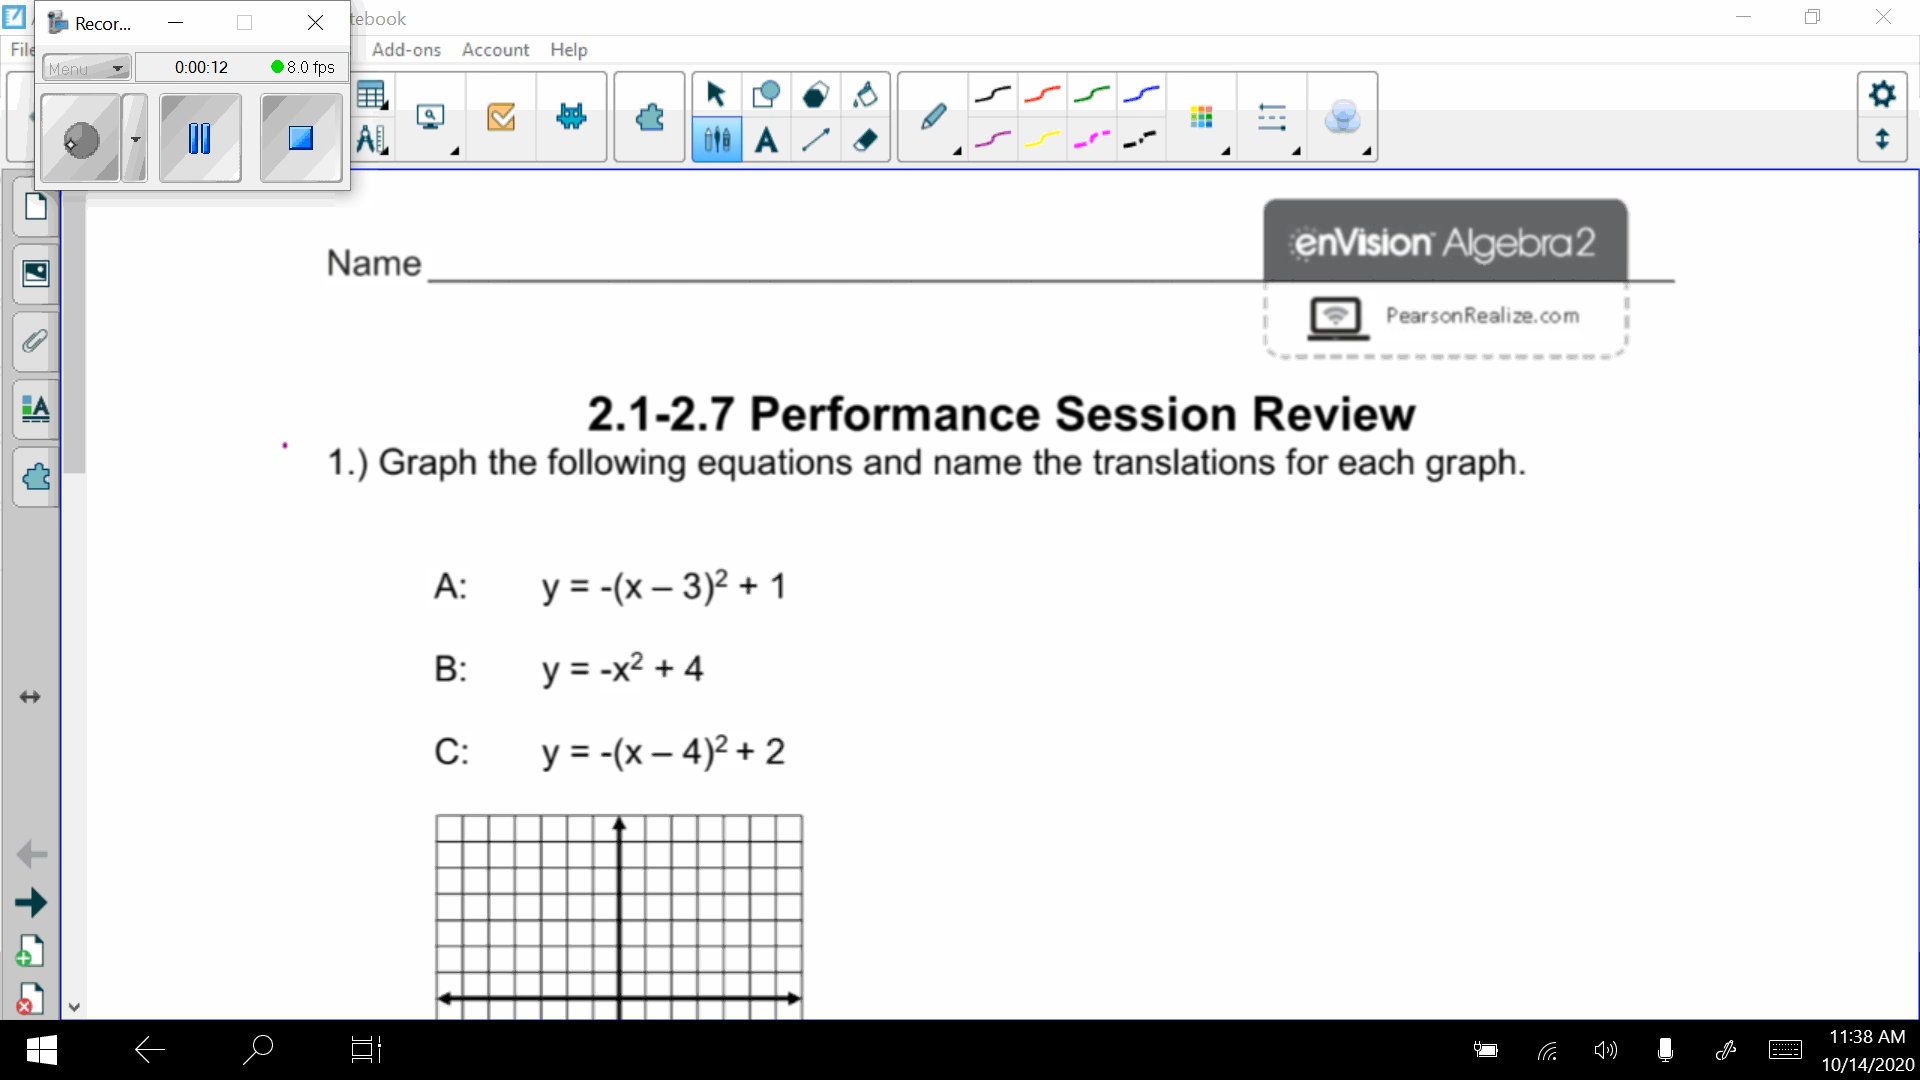 Recor...
tebook
File
Add-ons Account Help
Menu
0:00:12
8.0 fps
Name
enVision™ Algebra 2
PearsonRealize.com
2.1-2.7 Performance Session Review
1.) Graph the following equations and name the translations for each graph.
A: y = -(x – 3)² + 1
B: y = -x² + 4
C: y = -(x – 4)² + 2
11:38 AM
10/14/2020